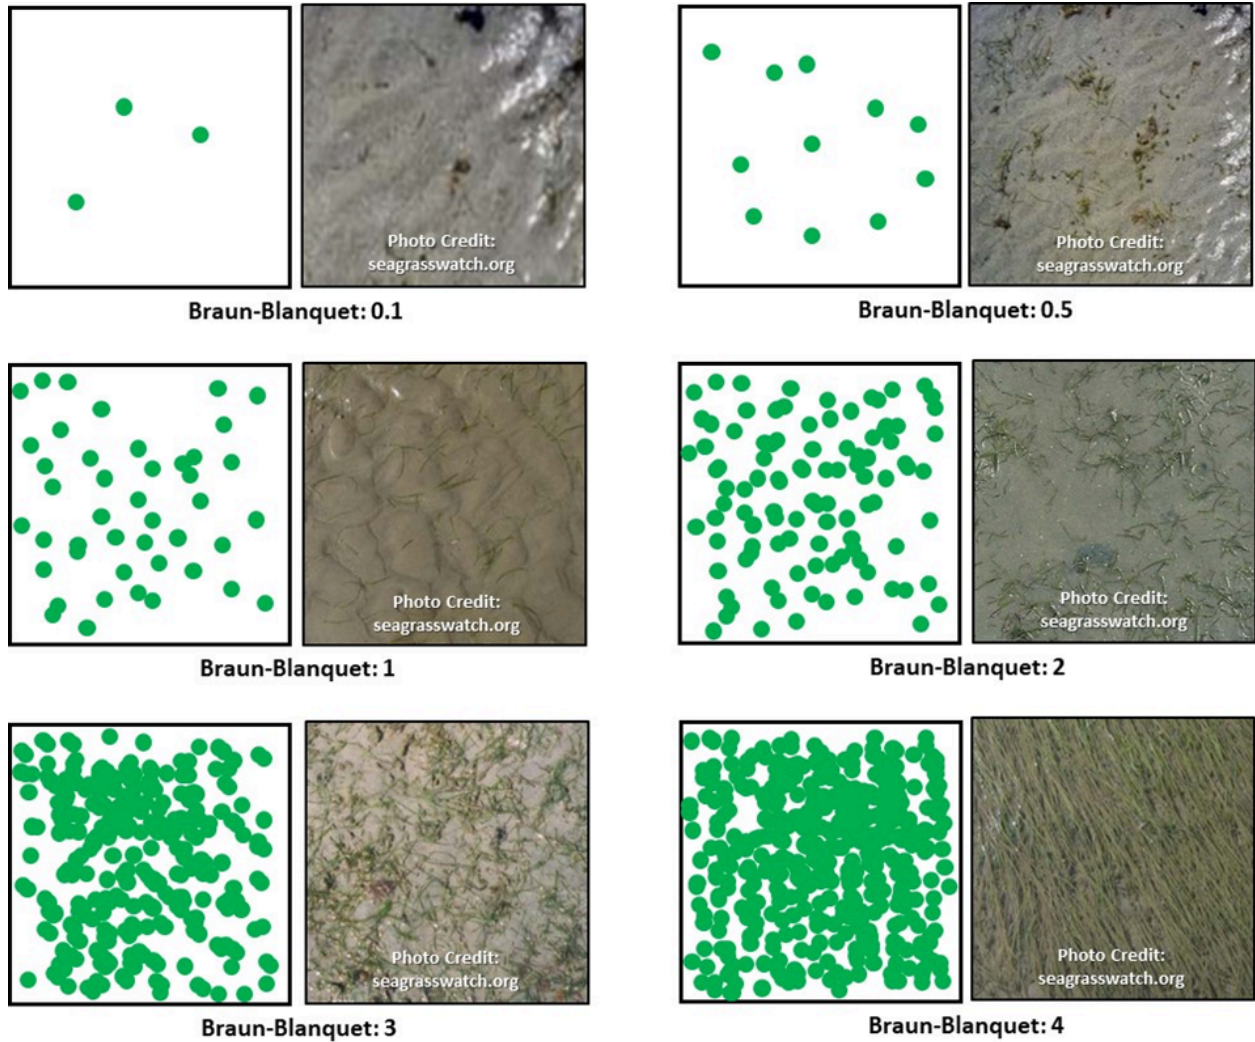 Photo Credit:
seagrasswatch.org
Photo Credit:
seagrasswatch.org
Braun-Blanquet: 0.1
Braun-Blanquet: 0.5
Photo Credit:
seagrasswatch.org
Photo Credit:
seagrasswatch.org
Braun-Blanquet: 1
Braun-Blanquet: 2
Photo Credit:
seagrasswatch.org
Photo Credit:
seagrasswatch.org
Braun-Blanquet: 3
Braun-Blanquet: 4